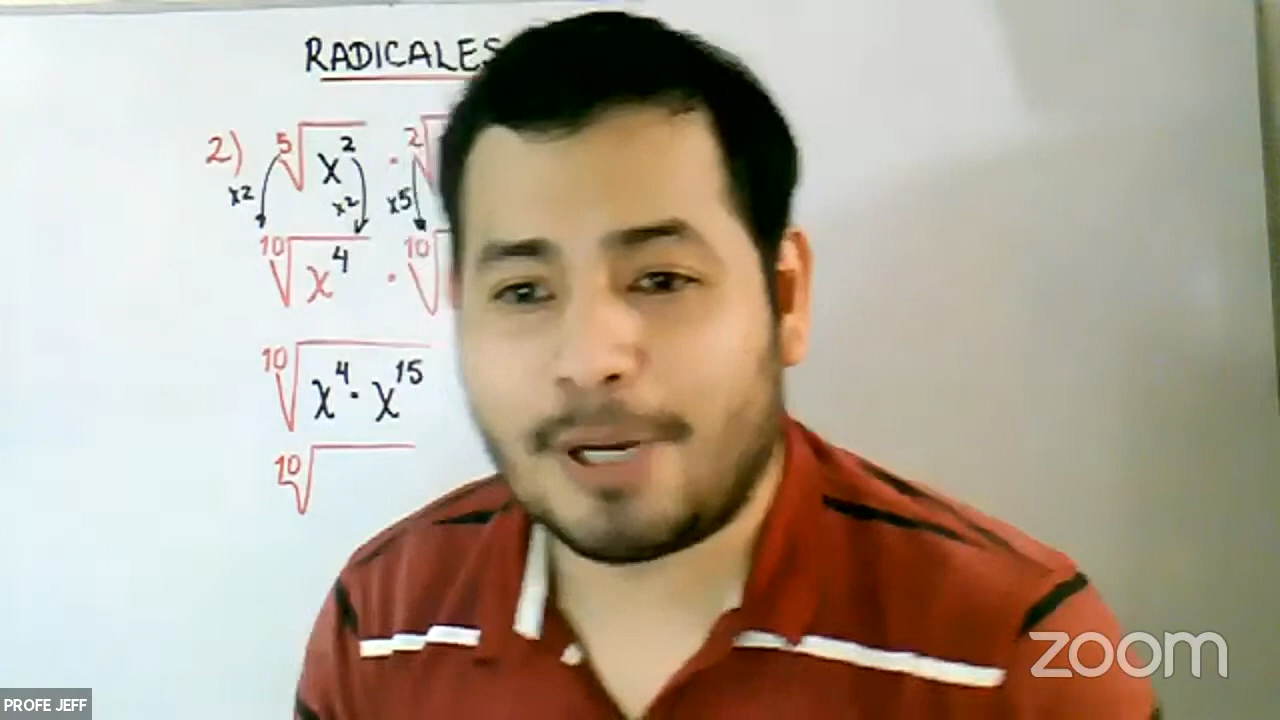 RADICALES
2) ⁵√x² · ²√
x2 x2 x5
¹⁰√x⁴ · ¹⁰√
¹⁰√x⁴ · x¹⁵
¹⁰√
zoom
PROFE JEFF